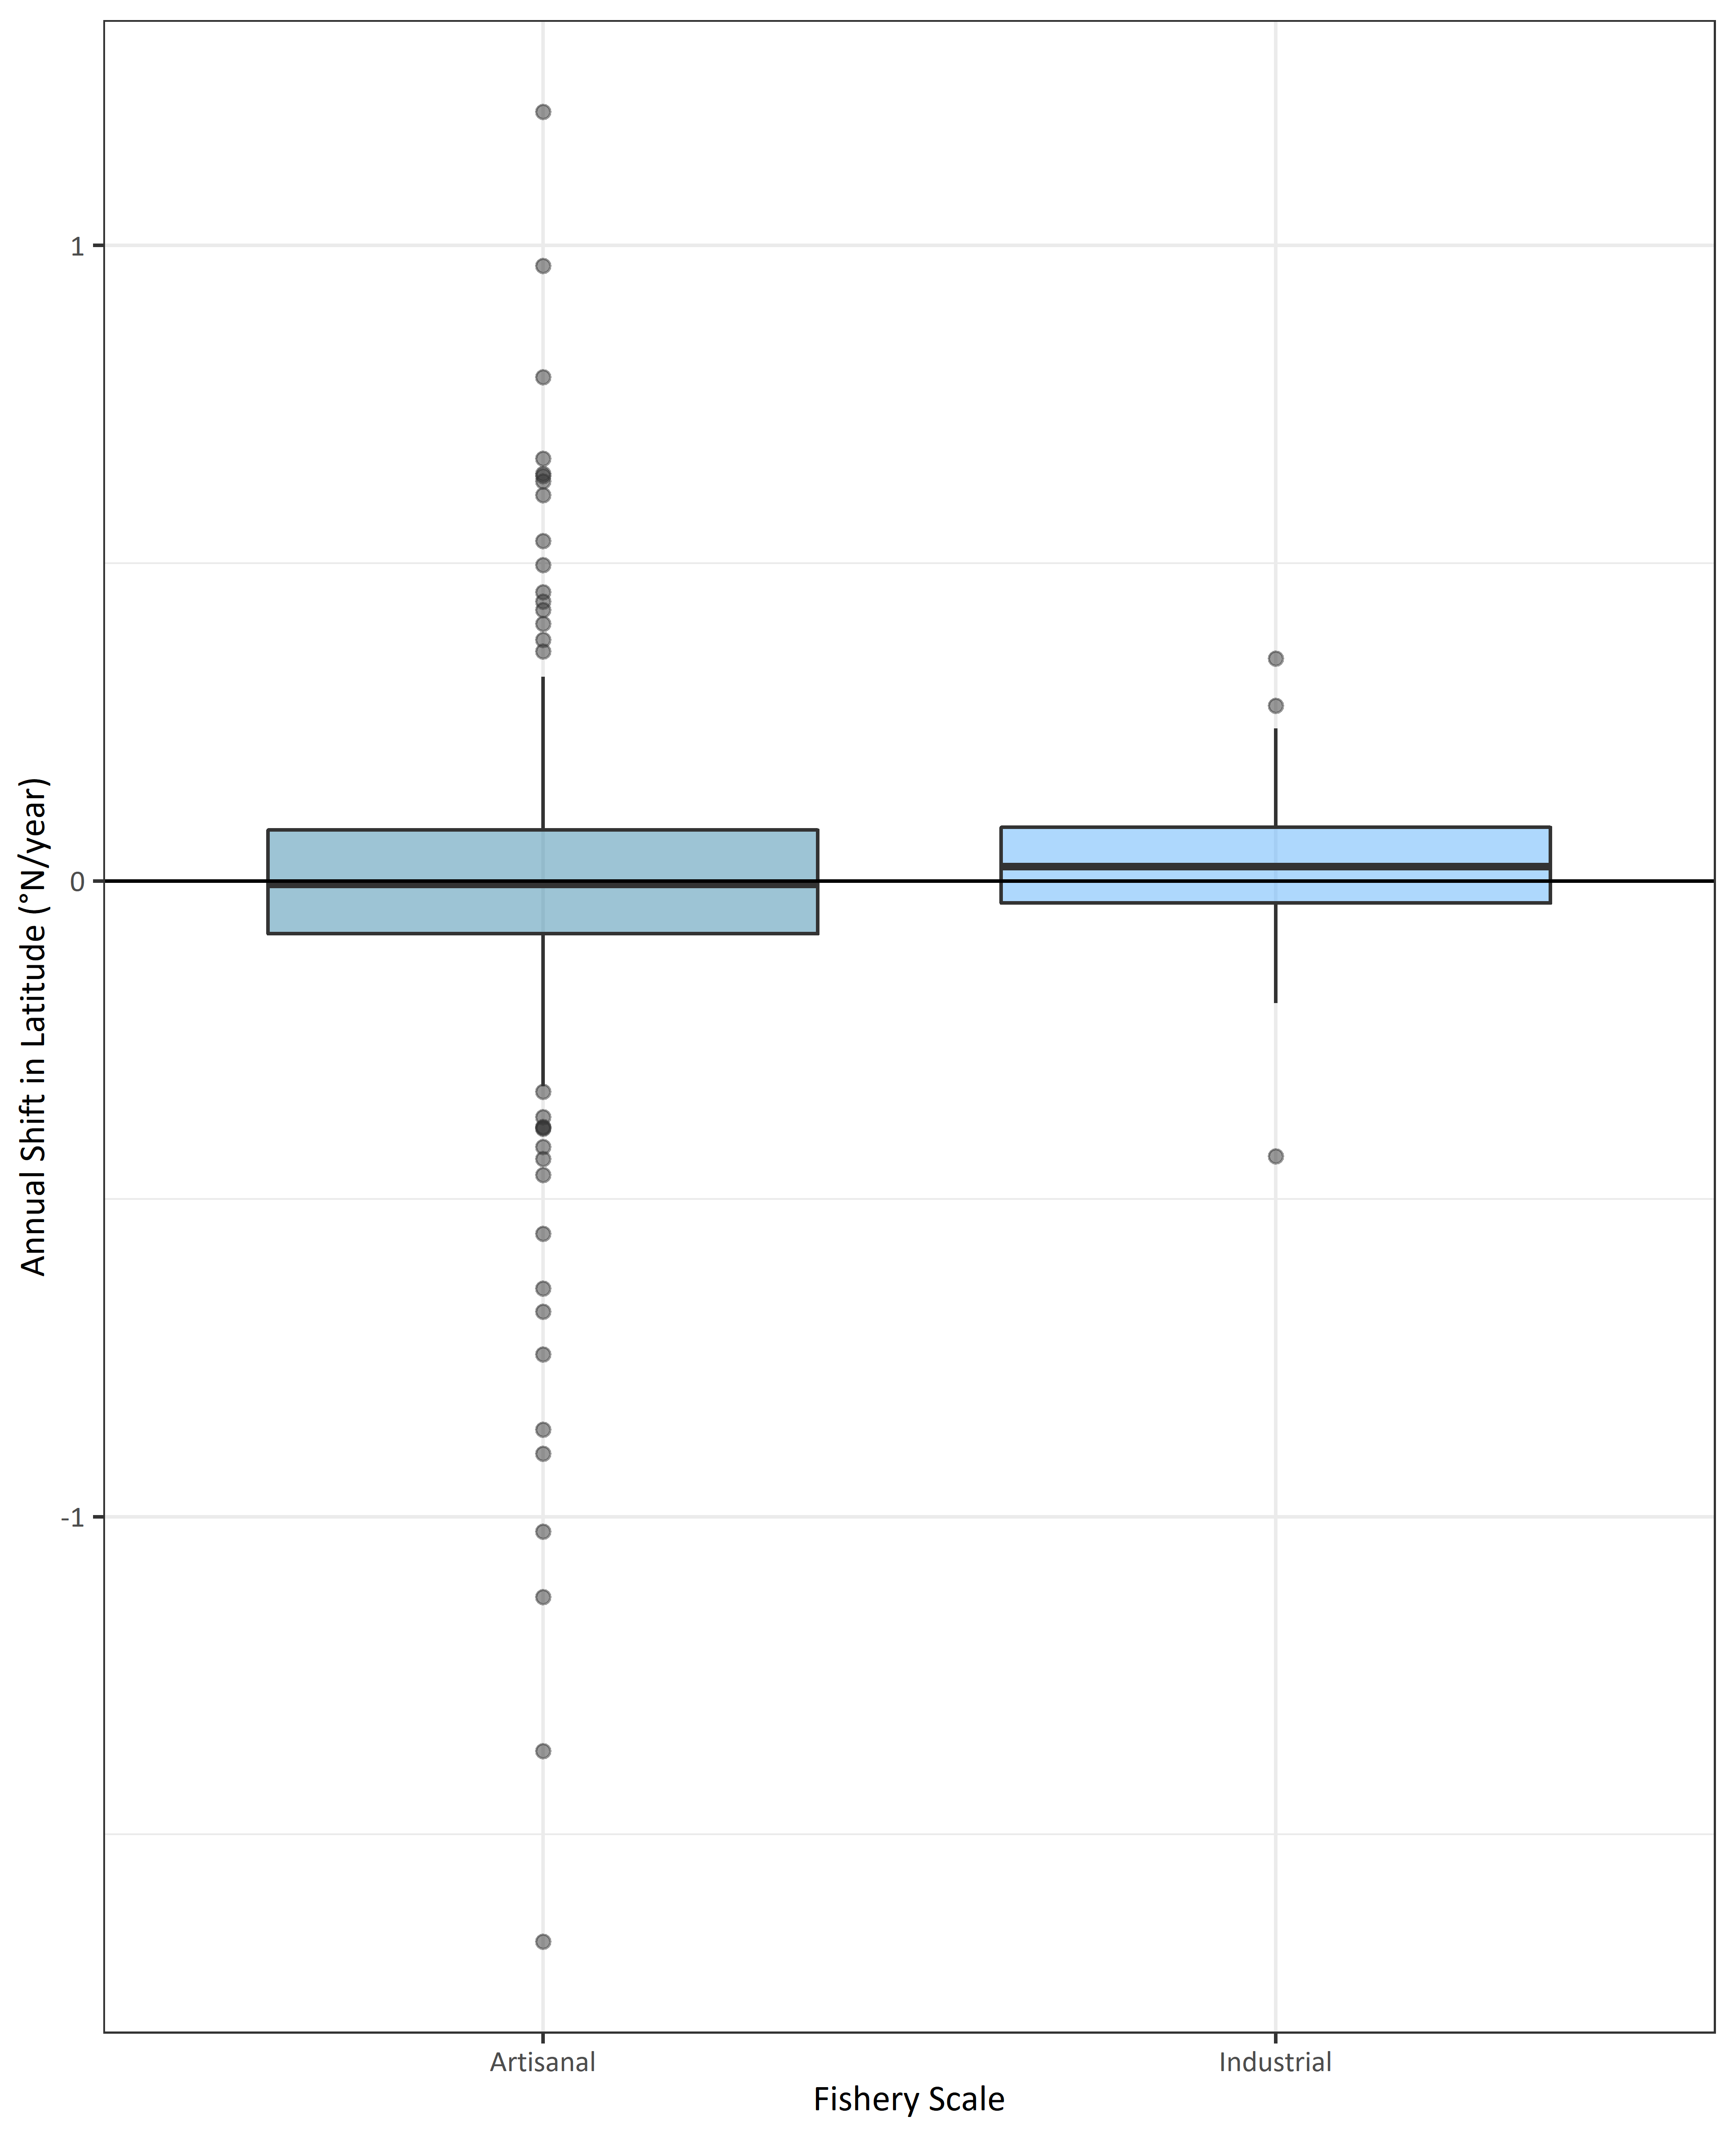 Annual Shift in Latitude (°N/year)
1
0
-1
Artisanal
Industrial
Fishery Scale